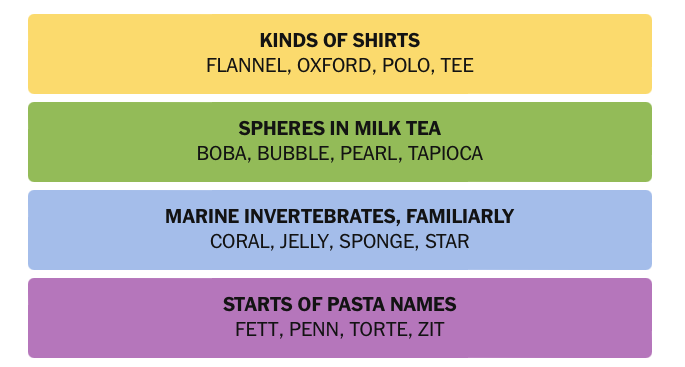 KINDS OF SHIRTS
FLANNEL, OXFORD, POLO, TEE
SPHERES IN MILK TEA
BOBA, BUBBLE, PEARL, TAPIOCA
MARINE INVERTEBRATES, FAMILIARLY
CORAL, JELLY, SPONGE, STAR
STARTS OF PASTA NAMES
FETT, PENN, TORTE, ZIT